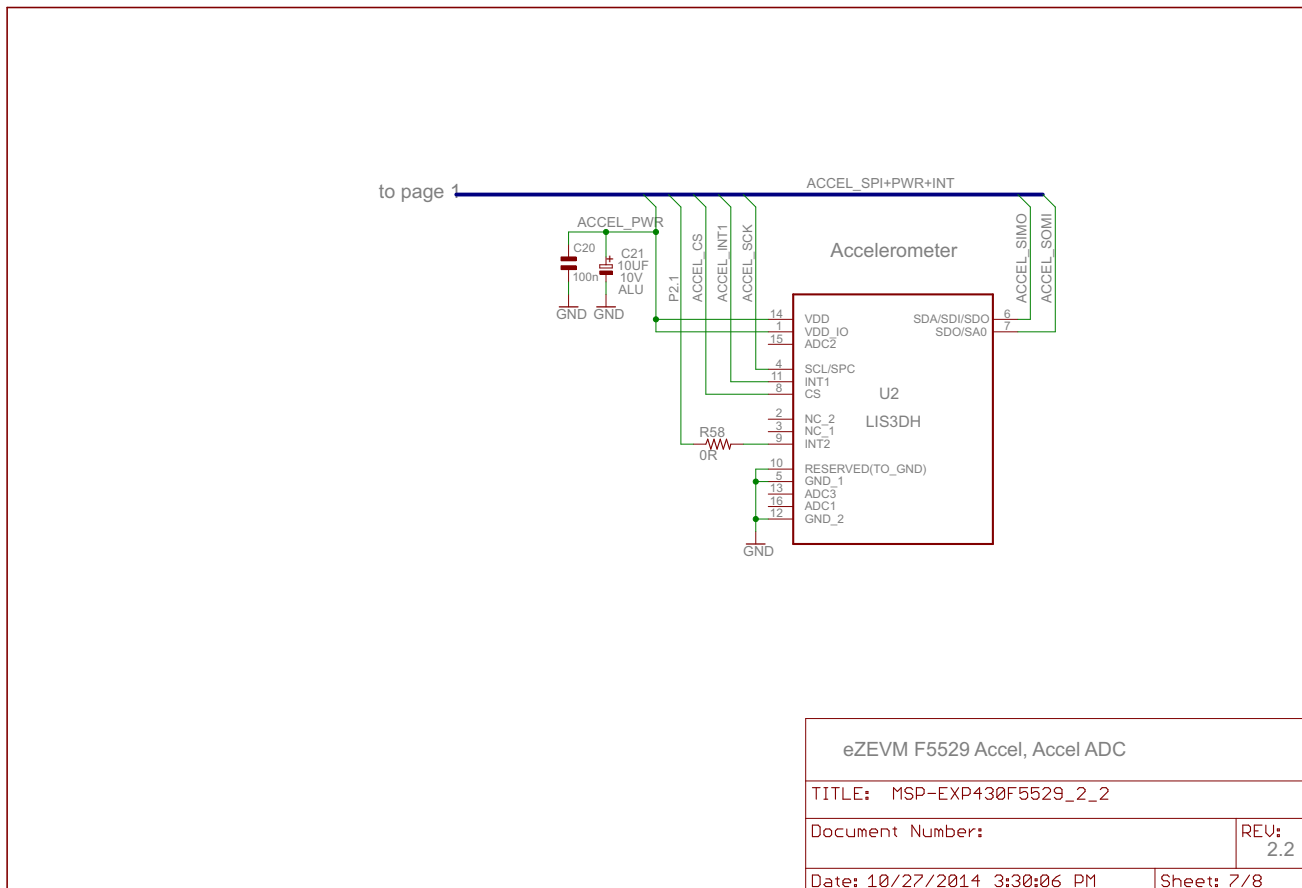 to page 1
ACCEL_SPI+PWR+INT
ACCEL_PWR
C20
100n
GND
C21
10UF
10V
ALU
GND
P2.1
ACCEL_CS
ACCEL_INT1
ACCEL_SCK
Accelerometer
ACCEL_SIMO
ACCEL_SOMI
14 VDD
1 VDD_IO
15 ADC2
4 SCL/SPC
11 INT1
8 CS
2 NC_2
3 NC_1
9 INT2
10 RESERVED(TO_GND)
5 GND_1
13 ADC3
16 ADC1
12 GND_2
SDA/SDI/SDO 6
SDO/SA0 7
U2
LIS3DH
R58
0R
GND
eZEVM F5529 Accel, Accel ADC
TITLE: MSP-EXP430F5529_2_2
Document Number:
REV:
2.2
Date: 10/27/2014 3:30:06 PM
Sheet: 7/8